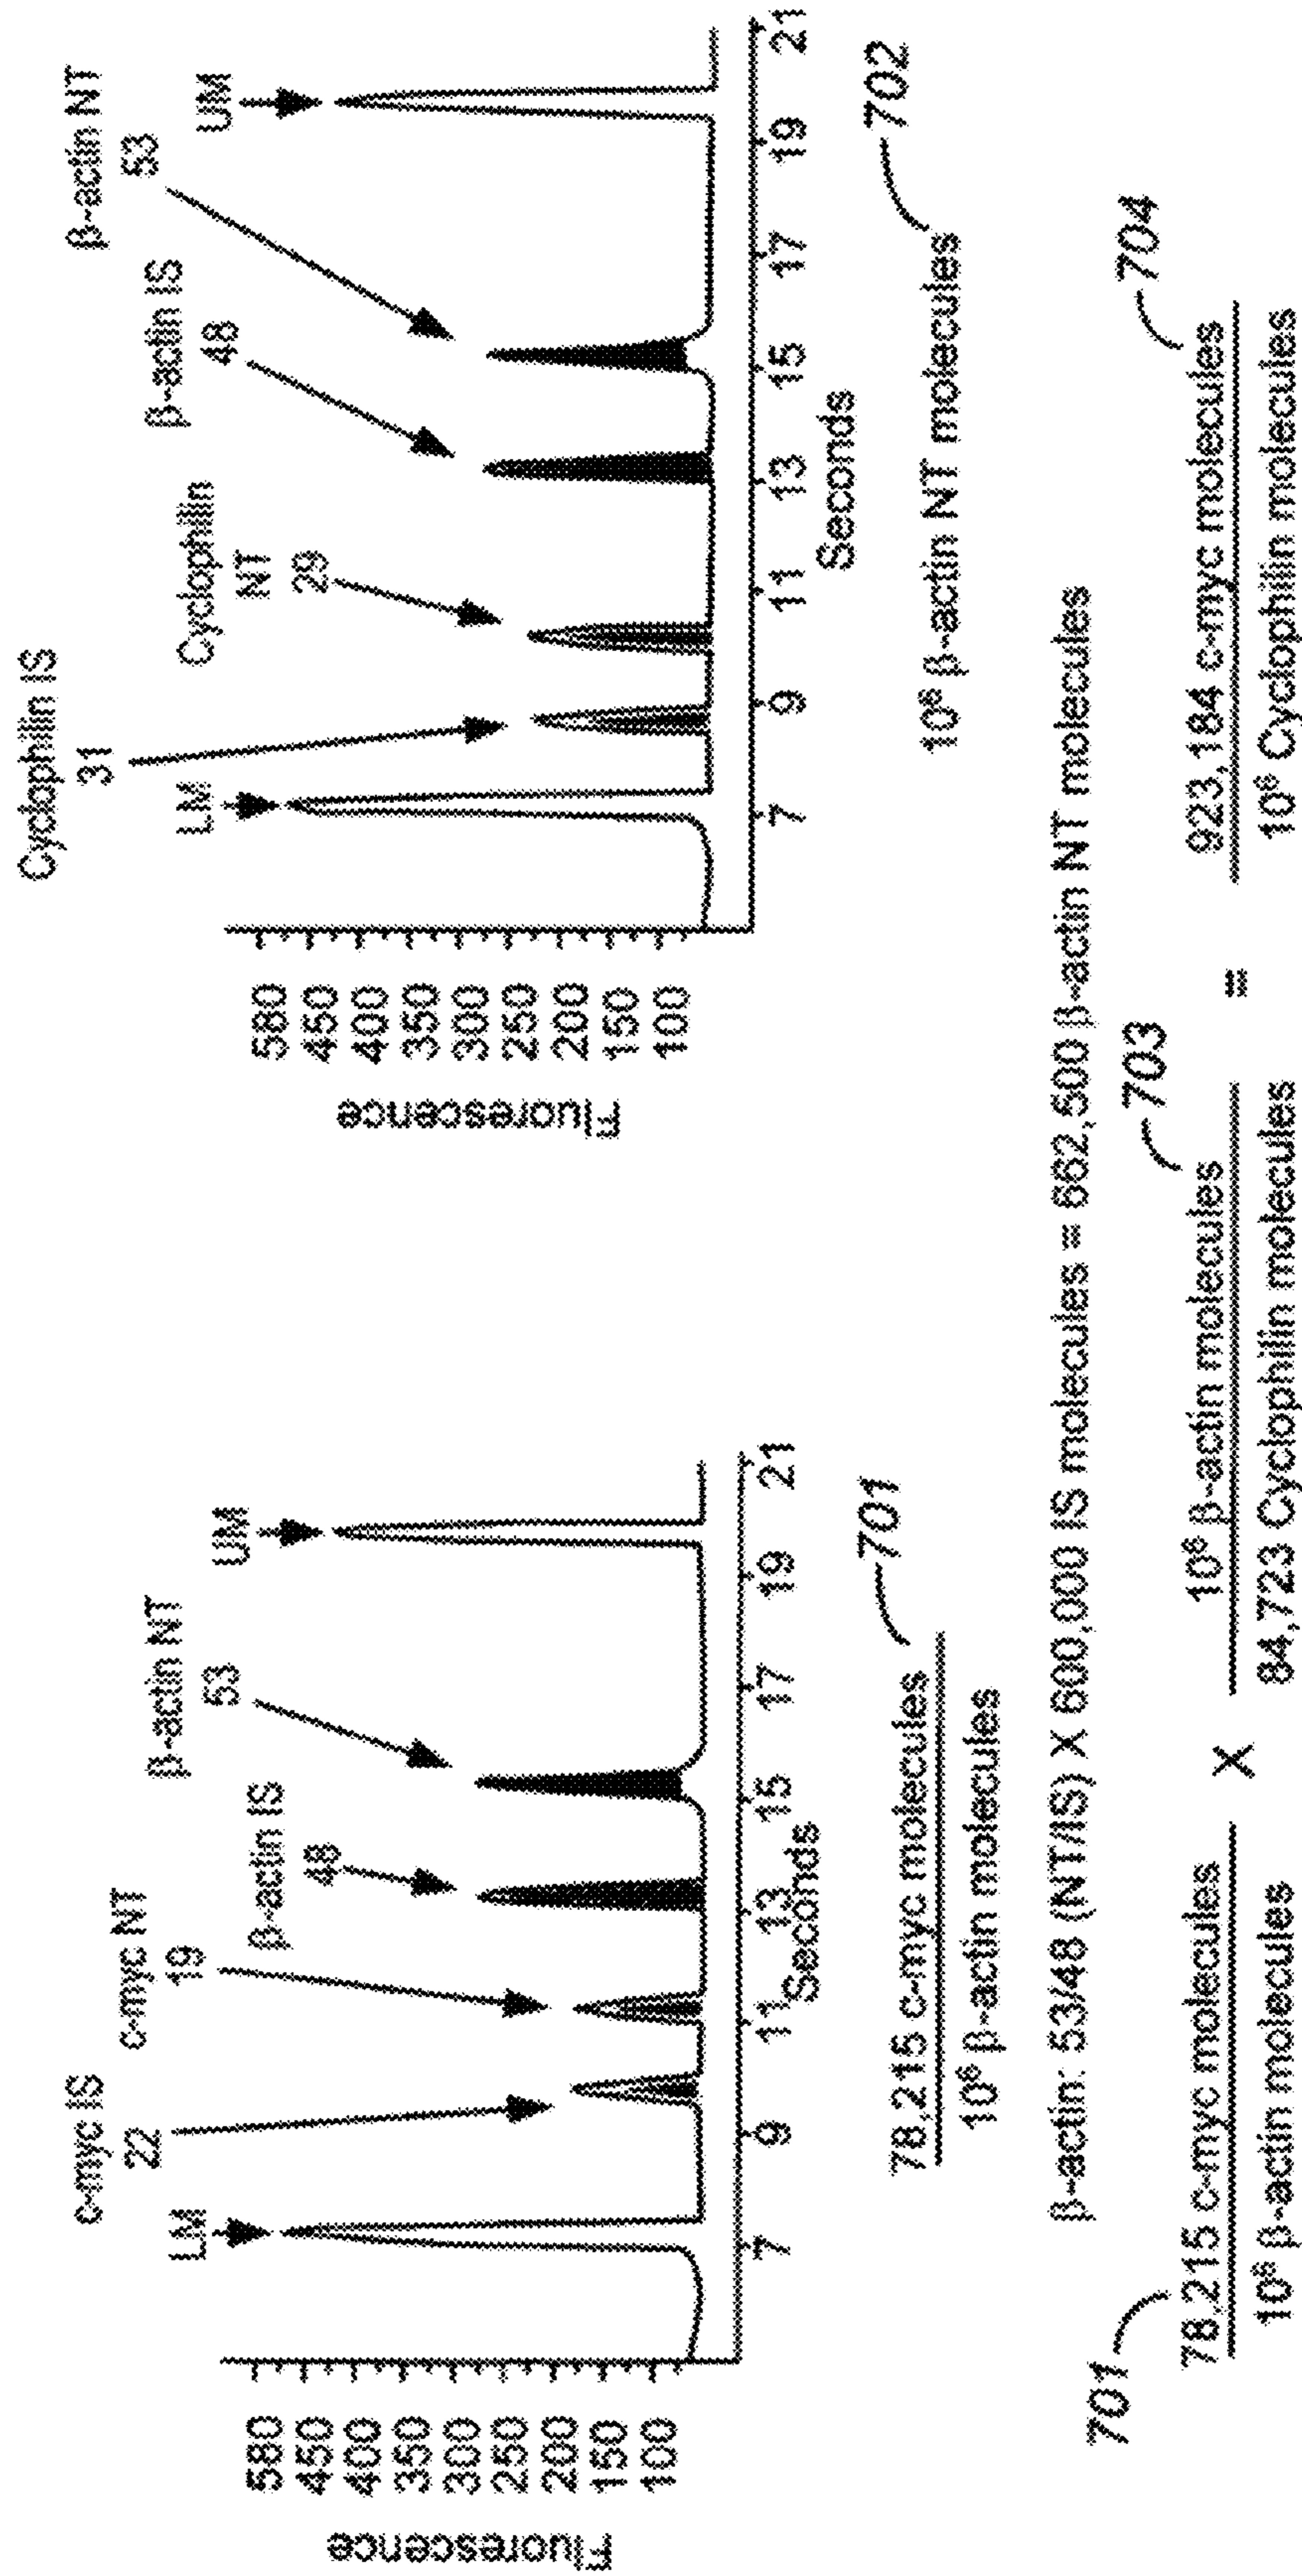 c-myc IS
22
c-myc NT
19
β-actin IS
48
β-actin NT
53
LM
UM
Fluorescence
580
450
400
350
300
250
200
150
100
7
9
11
13
15
17
19
21
Seconds
78,215 c-myc molecules
10⁶ β-actin molecules
701
Cyclophilin IS
31
Cyclophilin
NT
29
β-actin IS
48
β-actin NT
53
LM
UM
Fluorescence
580
450
400
350
300
250
200
150
100
7
9
11
13
15
17
19
21
Seconds
10⁶ β-actin NT molecules
702
β-actin: 53/48 (NT/IS) X 600,000 IS molecules = 662,500 β-actin NT molecules
701
703
704
78,215 c-myc molecules X 10⁶ β-actin molecules = 923,184 c-myc molecules
10⁶ β-actin molecules 84,723 Cyclophilin molecules 10⁶ Cyclophilin molecules